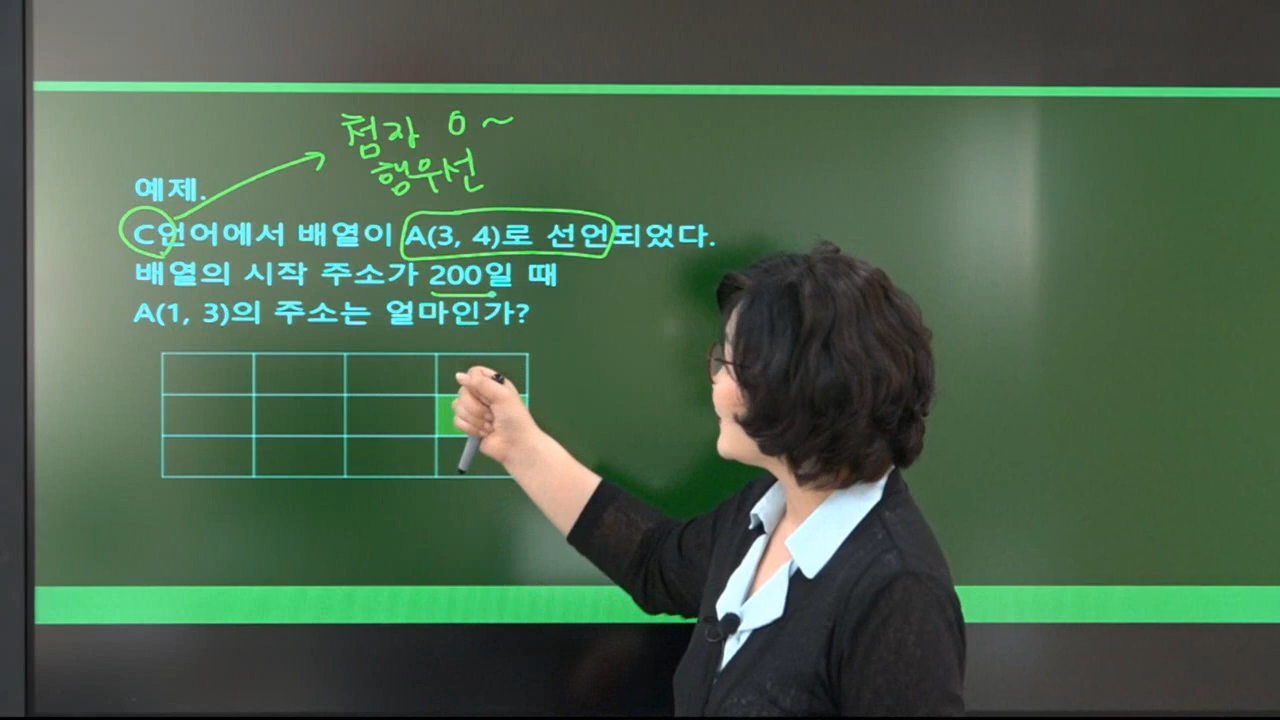 첨자 0 ~
행우선
예제.
C언어에서 배열이 A(3, 4)로 선언되었다.
배열의 시작 주소가 200일 때
A(1, 3)의 주소는 얼마인가?